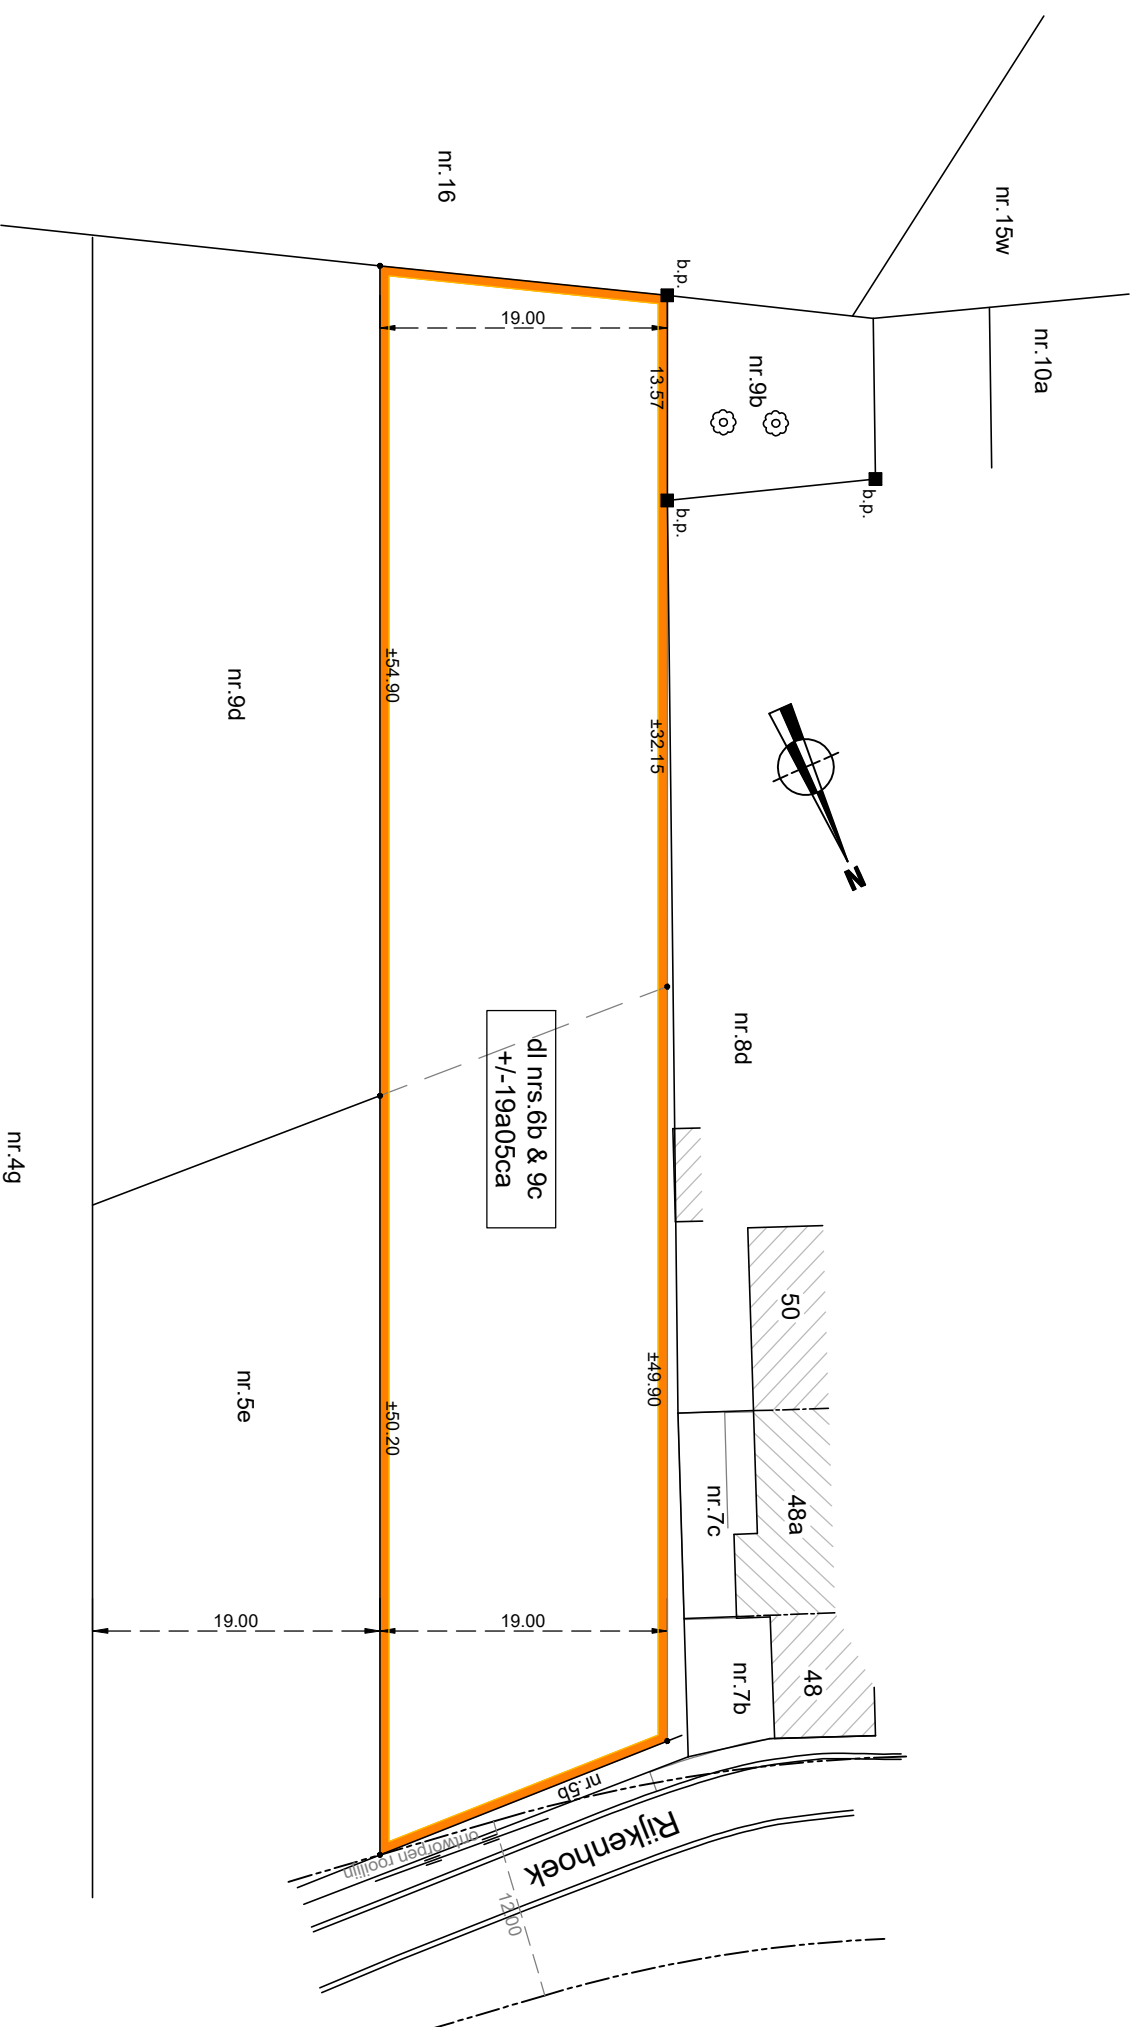 nr.16
nr.15w
b.p.
nr.10a
19.00
nr.9b
13.57
b.p.
b.p.
±54.90
nr.9d
±32.15
N
nr.8d
dl nrs.6b & 9c
+/-19a05ca
nr.4g
50
±49.90
nr.5e
±50.20
48a
nr.7c
19.00
19.00
48
nr.7b
nr.5b
Rijkenhoek
ontworpen rooilijn
12.00